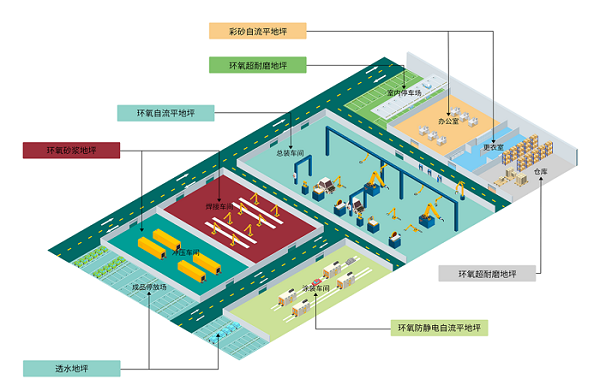 彩砂自流平地坪
环氧超耐磨地坪
室内停车场
环氧自流平地坪
办公室
环氧砂浆地坪
总装车间
更衣室
仓库
焊接车间
冲压车间
环氧超耐磨地坪
成品停放场
涂装车间
环氧防静电自流平地坪
透水地坪